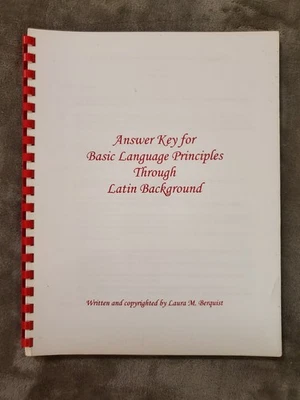 Answer Key for
Basic Language Principles
Through
Latin Background
Written and copyrighted by Laura M. Berquist